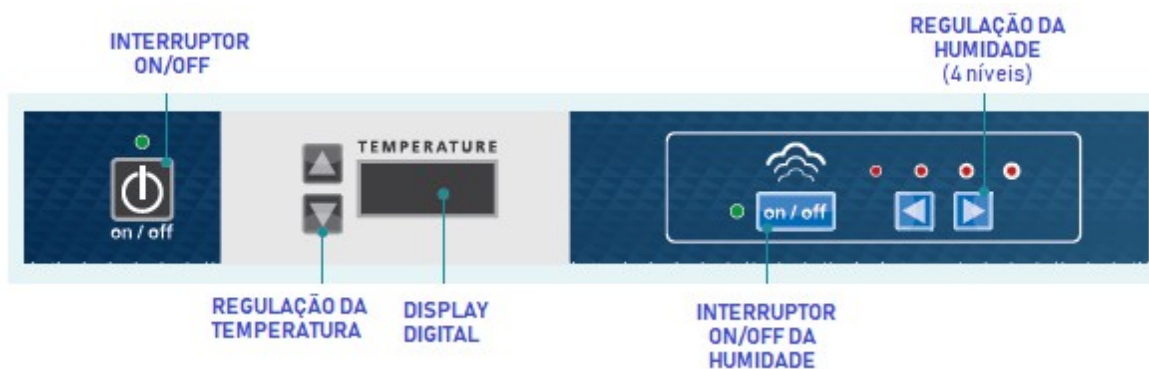 INTERRUPTOR
ON/OFF
REGULAÇÃO DA
HUMIDADE
(4 níveis)
TEMPERATURE
on / off
on / off
REGULAÇÃO DA
TEMPERATURA
DISPLAY
DIGITAL
INTERRUPTOR
ON/OFF DA
HUMIDADE